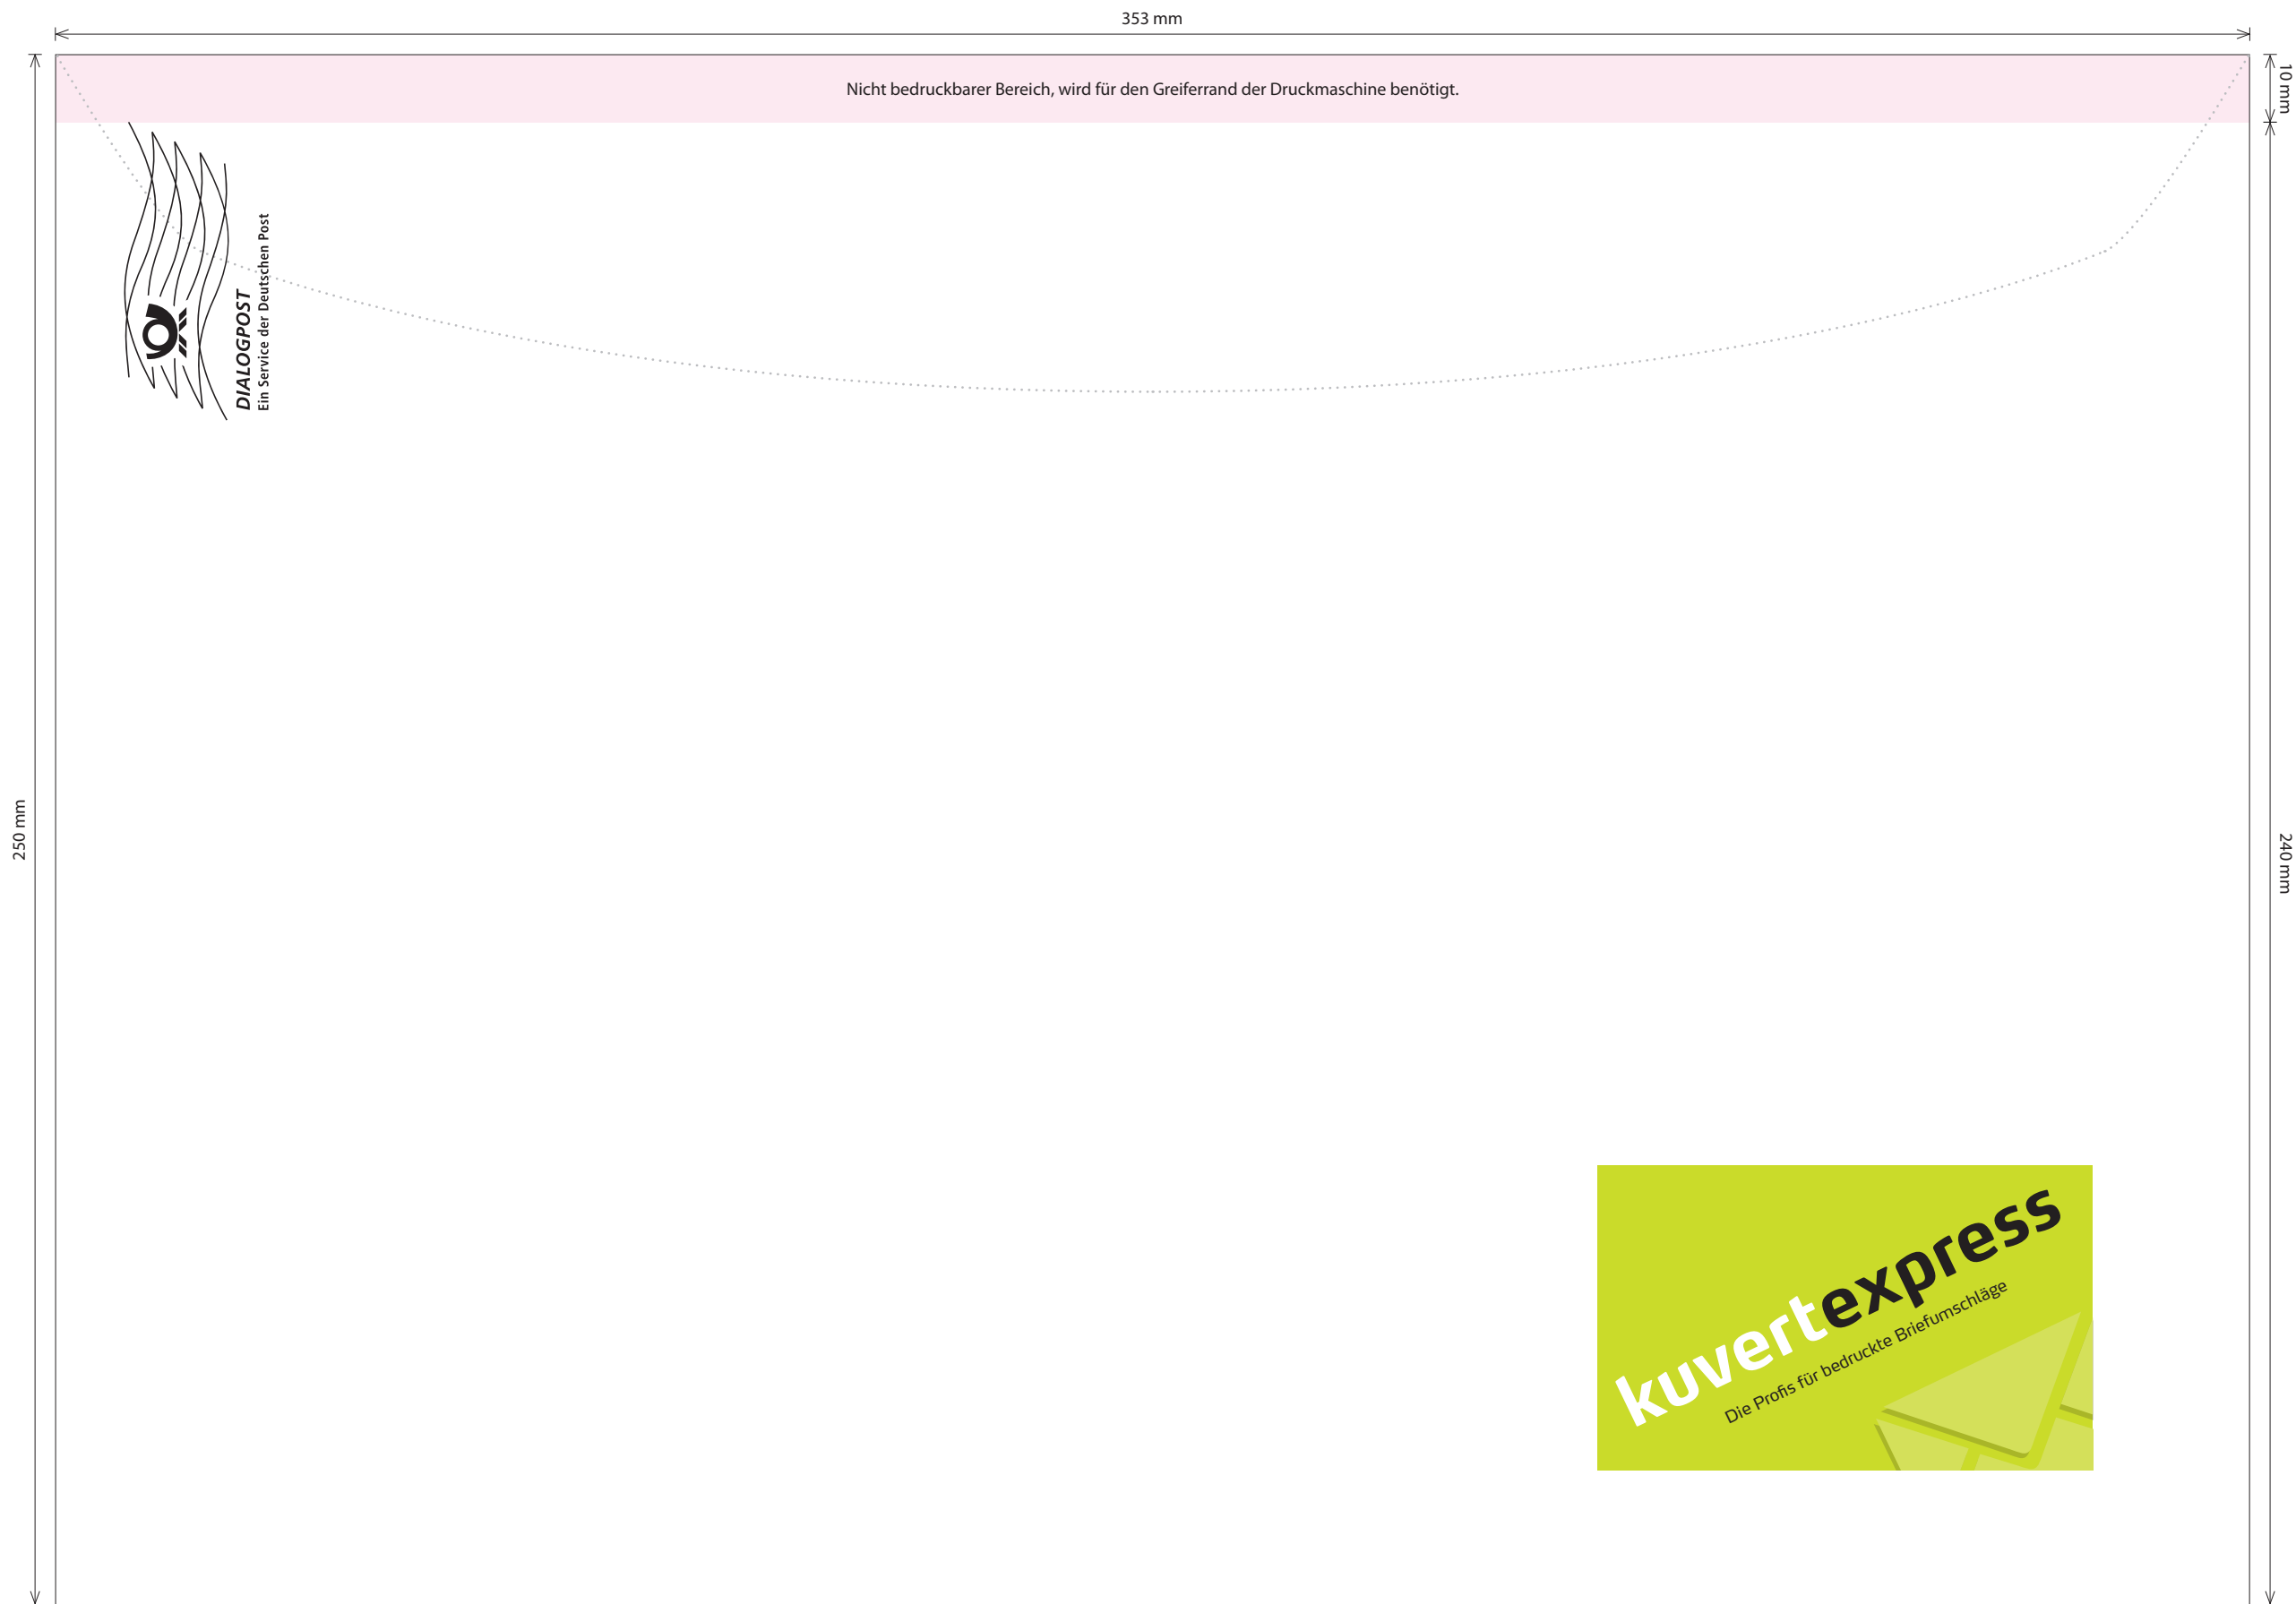 353 mm
Nicht bedruckbarer Bereich, wird für den Greiferrand der Druckmaschine benötigt.
10 mm
DIALOGPOST
Ein Service der Deutschen Post
250 mm
240 mm
kuvertexpress
Die Profis für bedruckte Briefumschläge